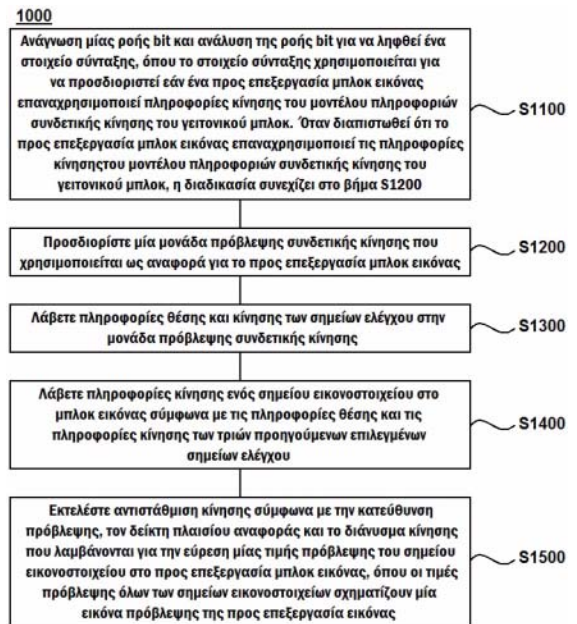 1000
Ανάγνωση μίας ροής bit και ανάλυση της ροής bit για να ληφθεί ένα
στοιχείο σύνταξης, όπου το στοιχείο σύνταξης χρησιμοποιείται για
να προσδιοριστεί εάν ένα προς επεξεργασία μπλοκ εικόνας
επαναχρησιμοποιεί πληροφορίες κίνησης του μοντέλου πληροφοριών
συνδετικής κίνησης του γειτονικού μπλοκ. Όταν διαπιστωθεί ότι το
προς επεξεργασία μπλοκ εικόνας επαναχρησιμοποιεί τις πληροφορίες
κίνησηςτου μοντέλου πληροφοριών συνδετικής κίνησης του
γειτονικού μπλοκ, η διαδικασία συνεχίζει στο βήμα S1200
S1100
Προσδιορίστε μία μονάδα πρόβλεψης συνδετικής κίνησης που
χρησιμοποιείται ως αναφορά για το προς επεξεργασία μπλοκ εικόνας
S1200
Λάβετε πληροφορίες θέσης και κίνησης των σημείων ελέγχου στην
μονάδα πρόβλεψης συνδετικής κίνησης
S1300
Λάβετε πληροφορίες κίνησης ενός σημείου εικονοστοιχείου στο
μπλοκ εικόνας σύμφωνα με τις πληροφορίες θέσης και τις
πληροφορίες κίνησης των τριών προηγούμενων επιλεγμένων
σημείων ελέγχου
S1400
Εκτελέστε αντιστάθμιση κίνησης σύμφωνα με την κατεύθυνση
πρόβλεψης, τον δείκτη πλαισίου αναφοράς και το διάνυσμα κίνησης
που λαμβάνονται για την εύρεση μίας τιμής πρόβλεψης του σημείου
εικονοστοιχείου στο προς επεξεργασία μπλοκ εικόνας, όπου οι τιμές
πρόβλεψης όλων των σημείων εικονοστοιχείων σχηματίζουν μία
εικόνα πρόβλεψης της προς επεξεργασία εικόνας
S1500